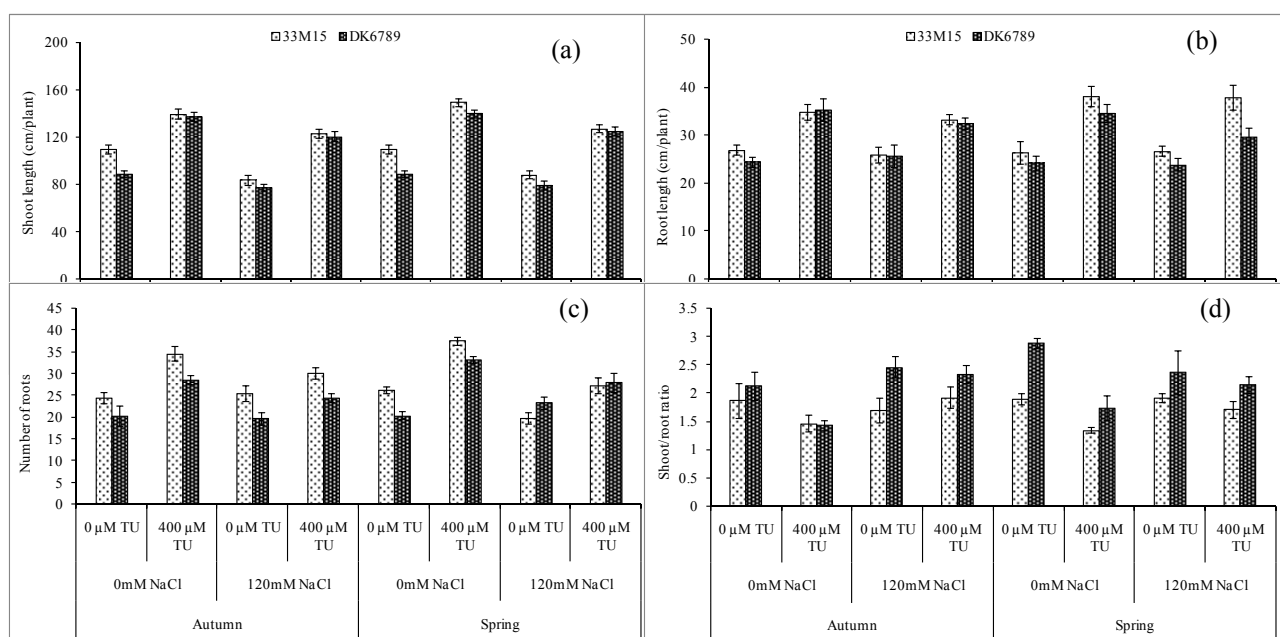 33M15 DK6789
(a)
Shoot length (cm/plant)
200
160
120
80
40
0
33M15 DK6789
(b)
Root length (cm/plant)
50
40
30
20
10
0
(c)
Number of roots
45
40
35
30
25
20
15
10
5
0
(d)
Shoot/root ratio
3.5
3
2.5
2
1.5
1
0.5
0
0 µM TU 400 µM TU 0 µM TU 400 µM TU 0 µM TU 400 µM TU 0 µM TU 400 µM TU
0mM NaCl 120mM NaCl 0mM NaCl 120mM NaCl
Autumn Spring
0 µM TU 400 µM TU 0 µM TU 400 µM TU 0 µM TU 400 µM TU 0 µM TU 400 µM TU
0mM NaCl 120mM NaCl 0mM NaCl 120mM NaCl
Autumn Spring